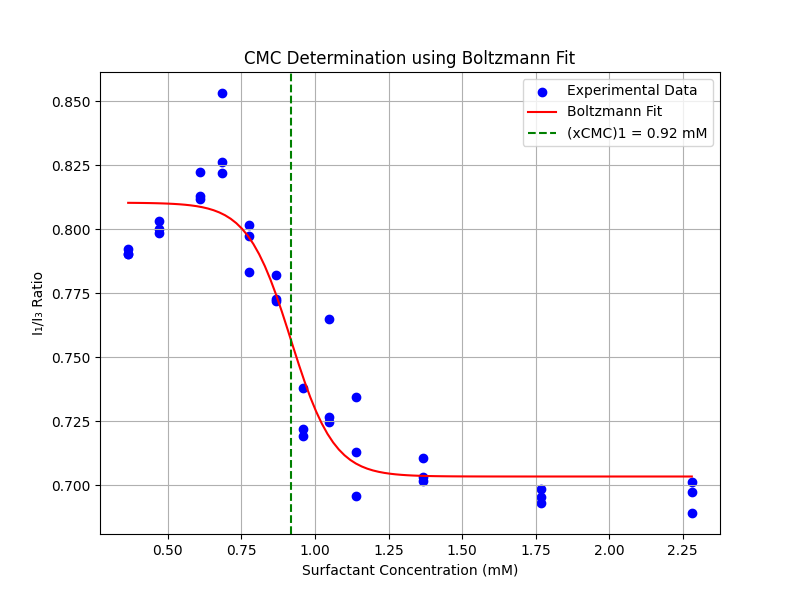 CMC Determination using Boltzmann Fit
Experimental Data
Boltzmann Fit
(xCMC)1 = 0.92 mM
0.850
0.825
0.800
0.775
0.750
0.725
0.700
I₁/I₃ Ratio
0.50 0.75 1.00 1.25 1.50 1.75 2.00 2.25
Surfactant Concentration (mM)